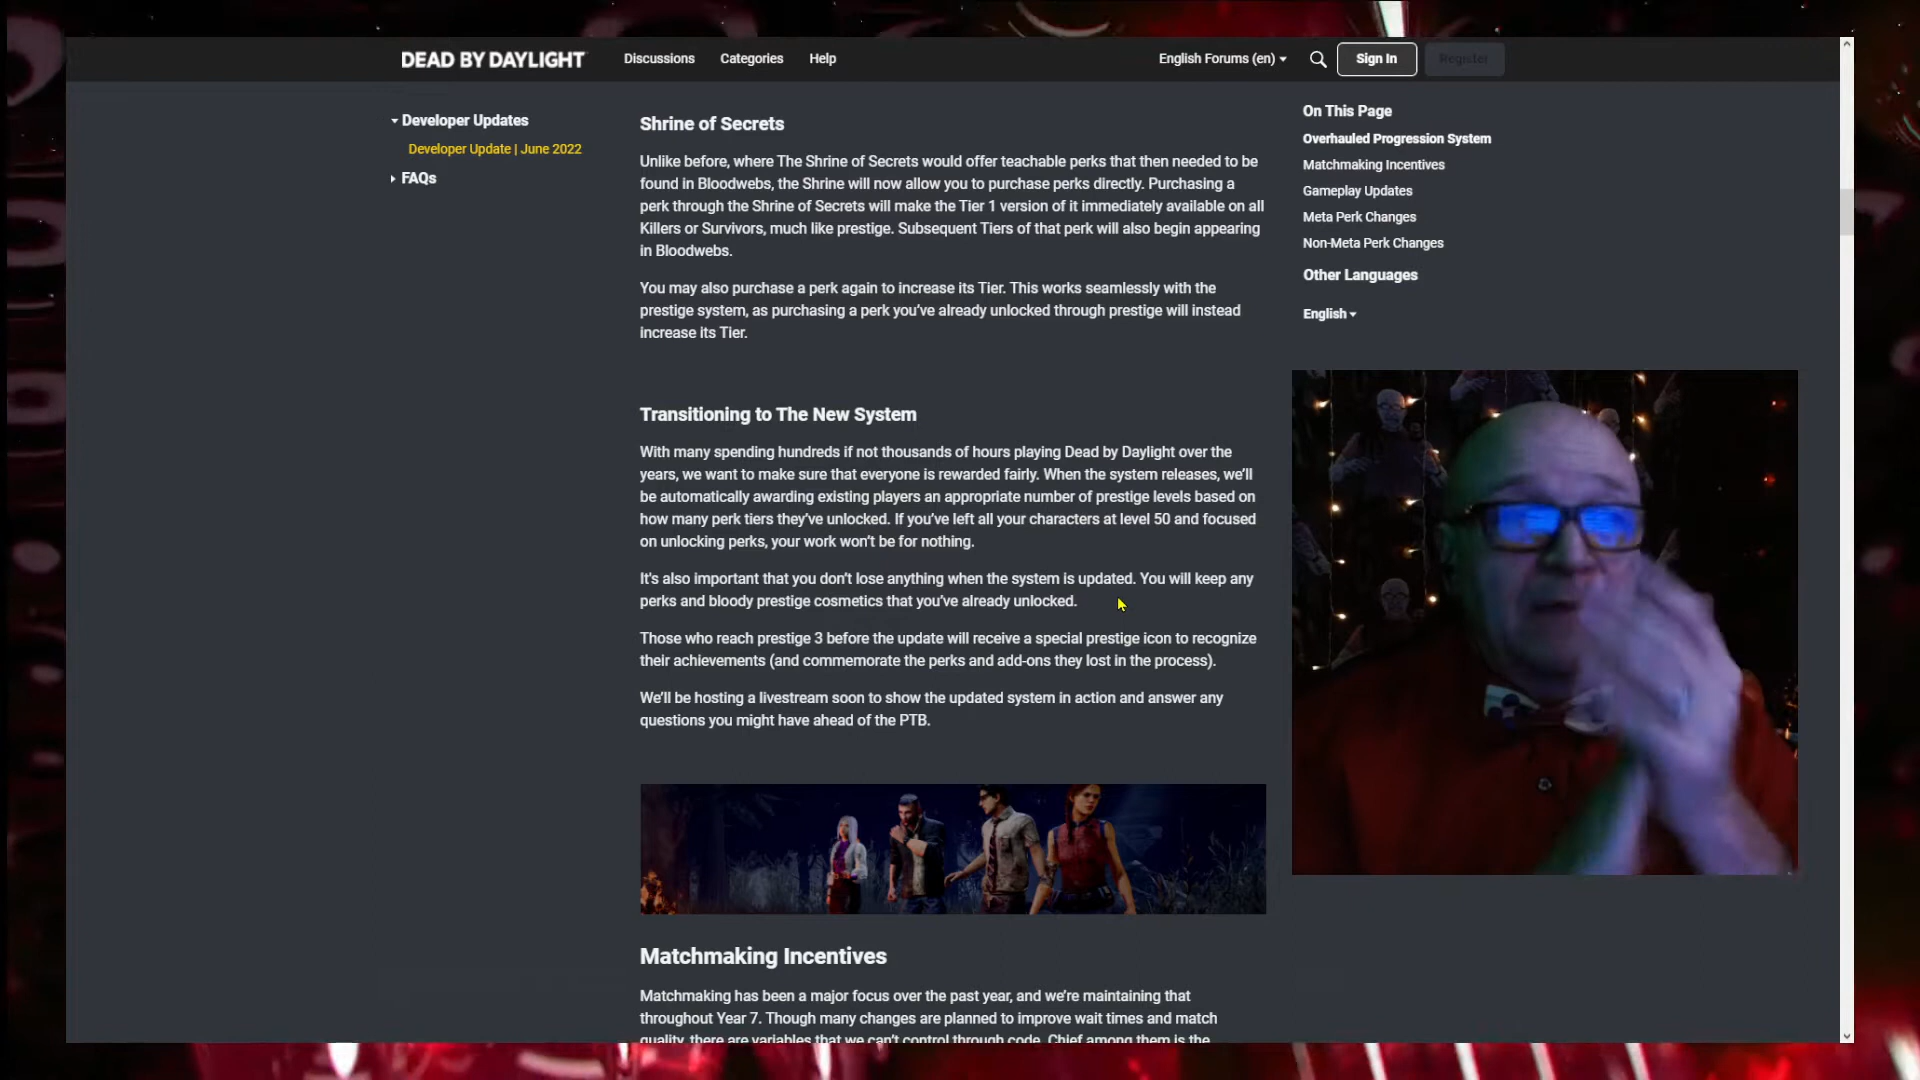 DEAD BY DAYLIGHT
Discussions
Categories
Help
English Forums (en)
Sign In
Register
Developer Updates
Developer Update | June 2022
FAQs
Shrine of Secrets
Unlike before, where The Shrine of Secrets would offer teachable perks that then needed to be
found in Bloodwebs, the Shrine will now allow you to purchase perks directly. Purchasing a
perk through the Shrine of Secrets will make the Tier 1 version of it immediately available on all
Killers or Survivors, much like prestige. Subsequent Tiers of that perk will also begin appearing
in Bloodwebs.
You may also purchase a perk again to increase its Tier. This works seamlessly with the
prestige system, as purchasing a perk you've already unlocked through prestige will instead
increase its Tier.
Transitioning to The New System
With many spending hundreds if not thousands of hours playing Dead by Daylight over the
years, we want to make sure that everyone is rewarded fairly. When the system releases, we'll
be automatically awarding existing players an appropriate number of prestige levels based on
how many perk tiers they've unlocked. If you've left all your characters at level 50 and focused
on unlocking perks, your work won't be for nothing.
It's also important that you don't lose anything when the system is updated. You will keep any
perks and bloody prestige cosmetics that you've already unlocked.
Those who reach prestige 3 before the update will receive a special prestige icon to recognize
their achievements (and commemorate the perks and add-ons they lost in the process).
We'll be hosting a livestream soon to show the updated system in action and answer any
questions you might have ahead of the PTB.
Matchmaking Incentives
Matchmaking has been a major focus over the past year, and we're maintaining that
throughout Year 7. Though many changes are planned to improve wait times and match
quality, there are variables that we can't control through code. Chief among them is the
On This Page
Overhauled Progression System
Matchmaking Incentives
Gameplay Updates
Meta Perk Changes
Non-Meta Perk Changes
Other Languages
English